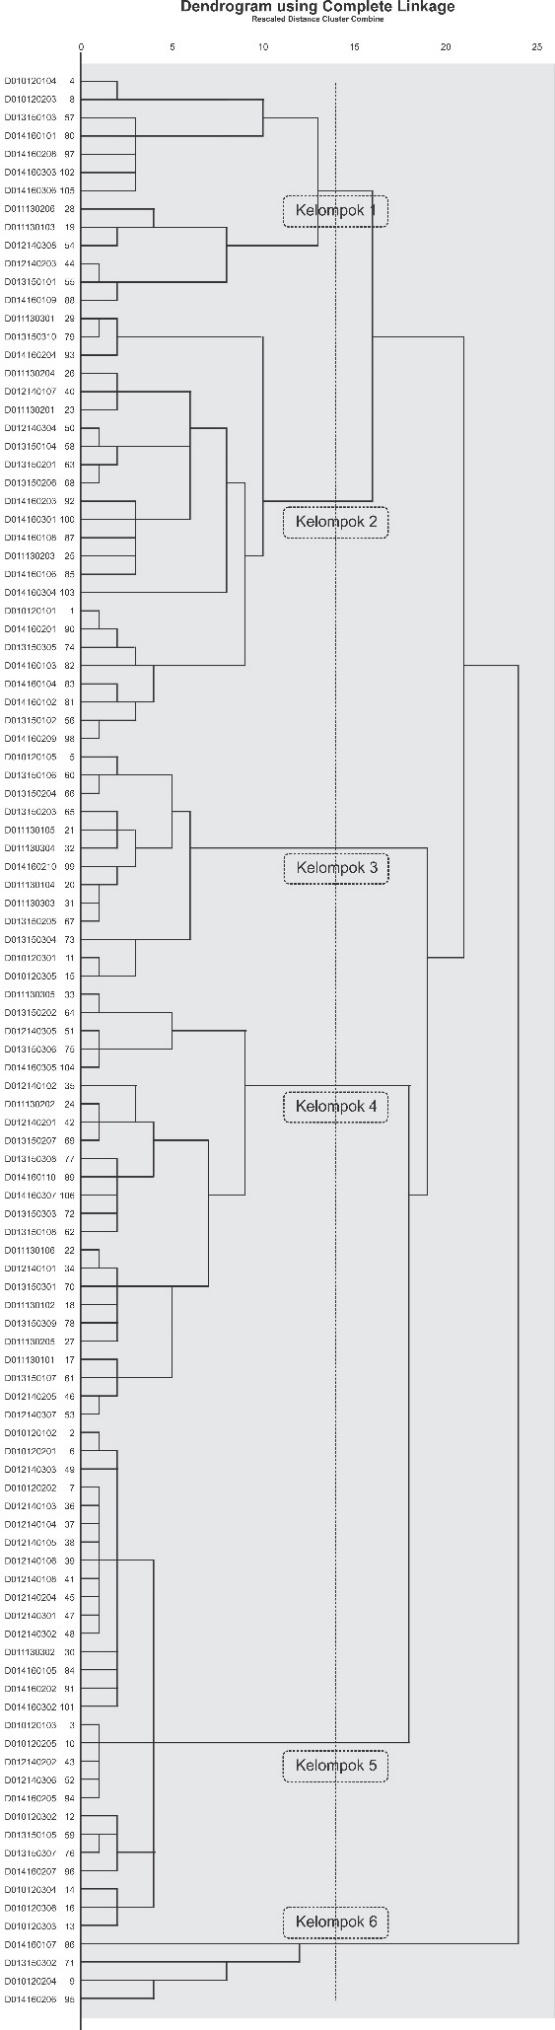 Dendrogram using Complete Linkage
Rescaled Distance Cluster Combine
0 5 10 15 20 25
D010120104 4
D010120203 8
D013150103 57
D014160101 80
D014160208 97
D014160303 102
D014160306 105
Kelompok 1
D011130206 28
D011130103 19
D012140306 54
D012140203 44
D013150101 55
D014160109 88
D011130301 29
D013150310 79
D014160204 93
D011130204 26
D012140107 40
D011130201 23
D012140304 50
D013150104 58
D013150201 63
D013150206 68
D014160203 92
D014160301 100
Kelompok 2
D014160108 87
D011130203 25
D014160106 85
D014160304 103
D010120101 1
D014160201 90
D013150305 74
D014160103 82
D014160104 83
D014160102 81
D013150102 56
D014160209 98
D010120105 5
D013150106 60
D013150204 66
D013150203 65
D011130105 21
D011130304 32
Kelompok 3
D014160210 99
D011130104 20
D011130303 31
D013150205 67
D013150304 73
D010120301 11
D010120305 15
D011130305 33
D013150202 64
D012140305 51
D013150306 75
D014160305 104
D012140102 35
D011130202 24
Kelompok 4
D012140201 42
D013150207 69
D013150308 77
D014160110 89
D014160307 106
D013150303 72
D013150108 62
D011130106 22
D012140101 34
D013150301 70
D011130102 18
D013150309 78
D011130205 27
D011130101 17
D013150107 61
D012140205 46
D012140307 53
D010120102 2
D010120201 6
D012140303 49
D010120202 7
D012140103 36
D012140104 37
D012140105 38
D012140106 39
D012140108 41
D012140204 45
D012140301 47
D012140302 48
D011130302 30
D014160105 84
D014160202 91
D014160302 101
D010120103 3
D010120205 10
D012140202 43
Kelompok 5
D012140306 52
D014160205 94
D010120302 12
D013150105 59
D013150307 76
D014160207 96
D010120304 14
D010120306 16
Kelompok 6
D010120303 13
D014160107 86
D013150302 71
D010120204 9
D014160206 95